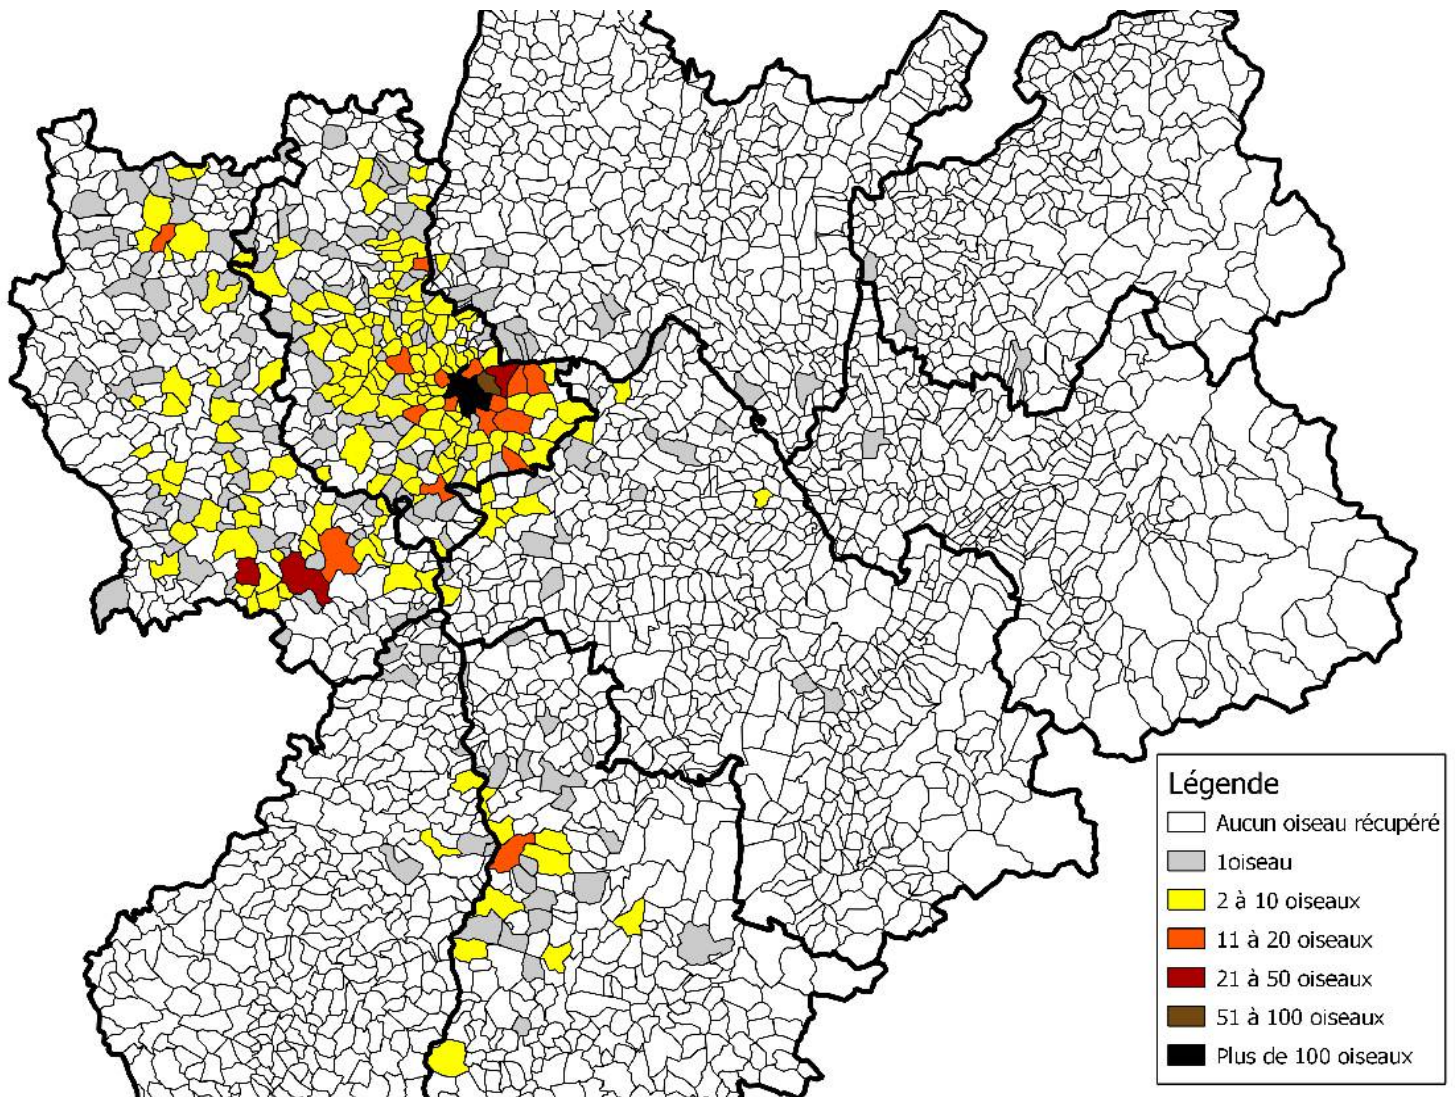 Légende
Aucun oiseau récupéré
1oiseau
2 à 10 oiseaux
11 à 20 oiseaux
21 à 50 oiseaux
51 à 100 oiseaux
Plus de 100 oiseaux